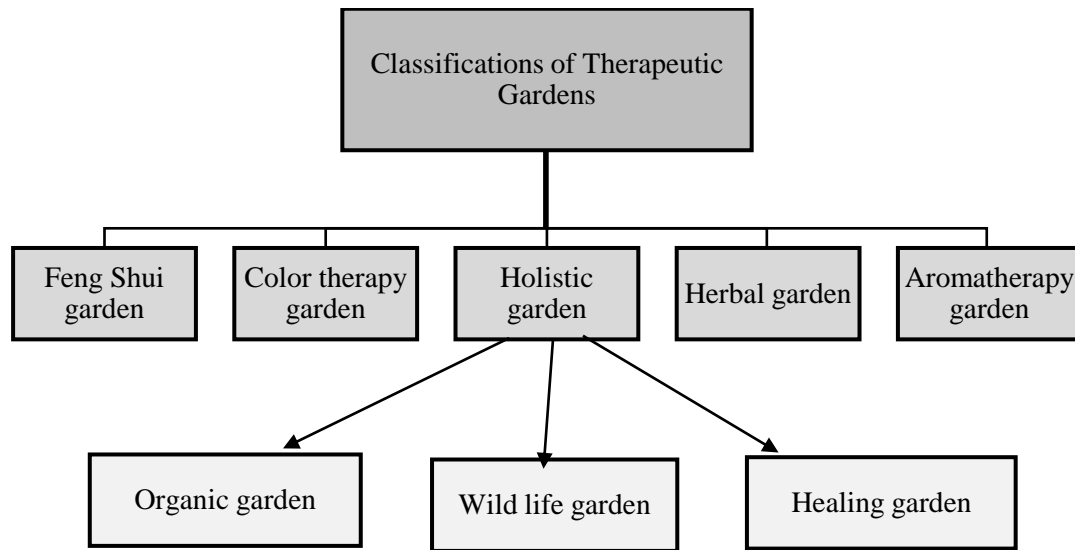 Classifications of Therapeutic
Gardens
Feng Shui
garden
Color therapy
garden
Holistic
garden
Herbal garden
Aromatherapy
garden
Organic garden
Wild life garden
Healing garden